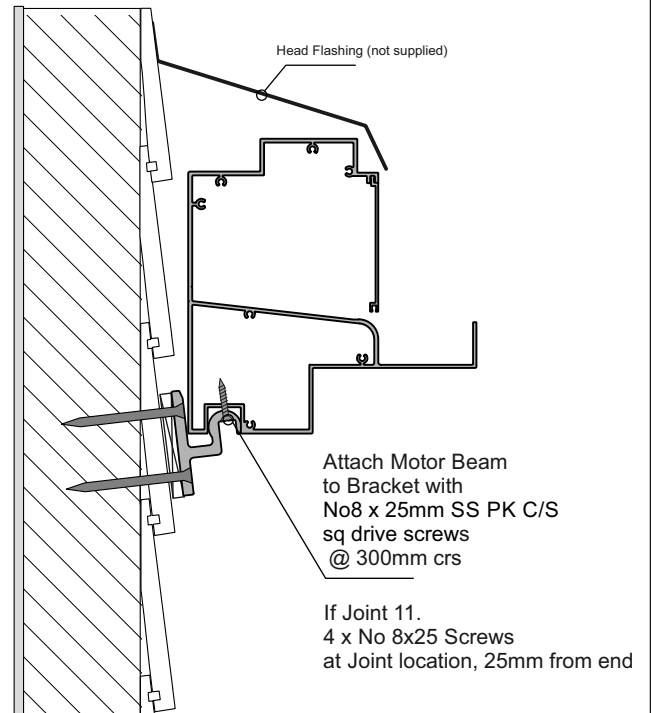 Head Flashing (not supplied)
Attach Motor Beam
to Bracket with
No8 x 25mm SS PK C/S
sq drive screws
@ 300mm crs
If Joint 11.
4 x No 8x25 Screws
at Joint location, 25mm from end